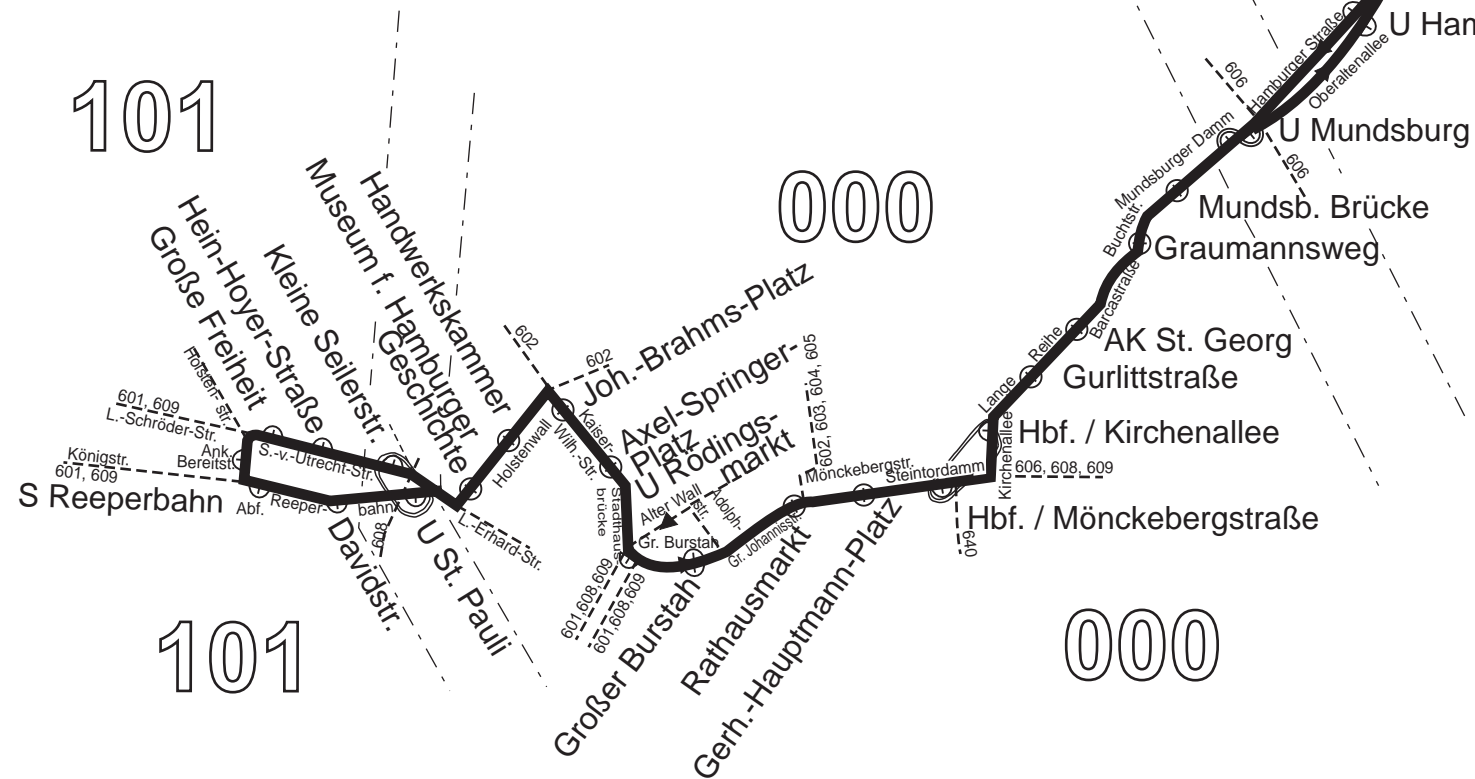 U Han
Hamburger Straße
Oberaltenallee
606
606
U Mundsburg
Mundsburger Damm
Mundsb. Brücke
Buchtstr.
Graumannsweg
Barcastraße
AK St. Georg
Reihe
Gurlittstraße
Lange
Hbf. / Kirchenallee
Kirchenallee
606, 608, 609
Hbf. / Mönckebergstraße
640
Steintordamm
Mönckebergstr.
602, 603, 604, 605
Gerh.-Hauptmann-Platz
Rathausmarkt
Gr. Johannisstr.
Adolph-
str.
Alter Wall
Gr. Burstah
Großer Burstah
601,608,609
601,608,609
U Rödings-
markt
Stadthaus-
brücke
Axel-Springer-
Platz
Kaiser-
Wilh.-Str.
Joh.-Brahms-Platz
602
602
Holstenwall
Handwerkskammer
Museum f. Hamburger
Geschichte
L.-Erhard-Str.
U St. Pauli
608
Kleine Seilerstr.
Hein-Hoyer-Straße
Große Freiheit
Holsten-
str.
S.-v.-Utrecht-Str.
Reeper-
bahn
Davidstr.
601, 609
L.-Schröder-Str.
Ank.
Bereitst.
Königstr.
601, 609
S Reeperbahn
Abf.
101
101
000
000